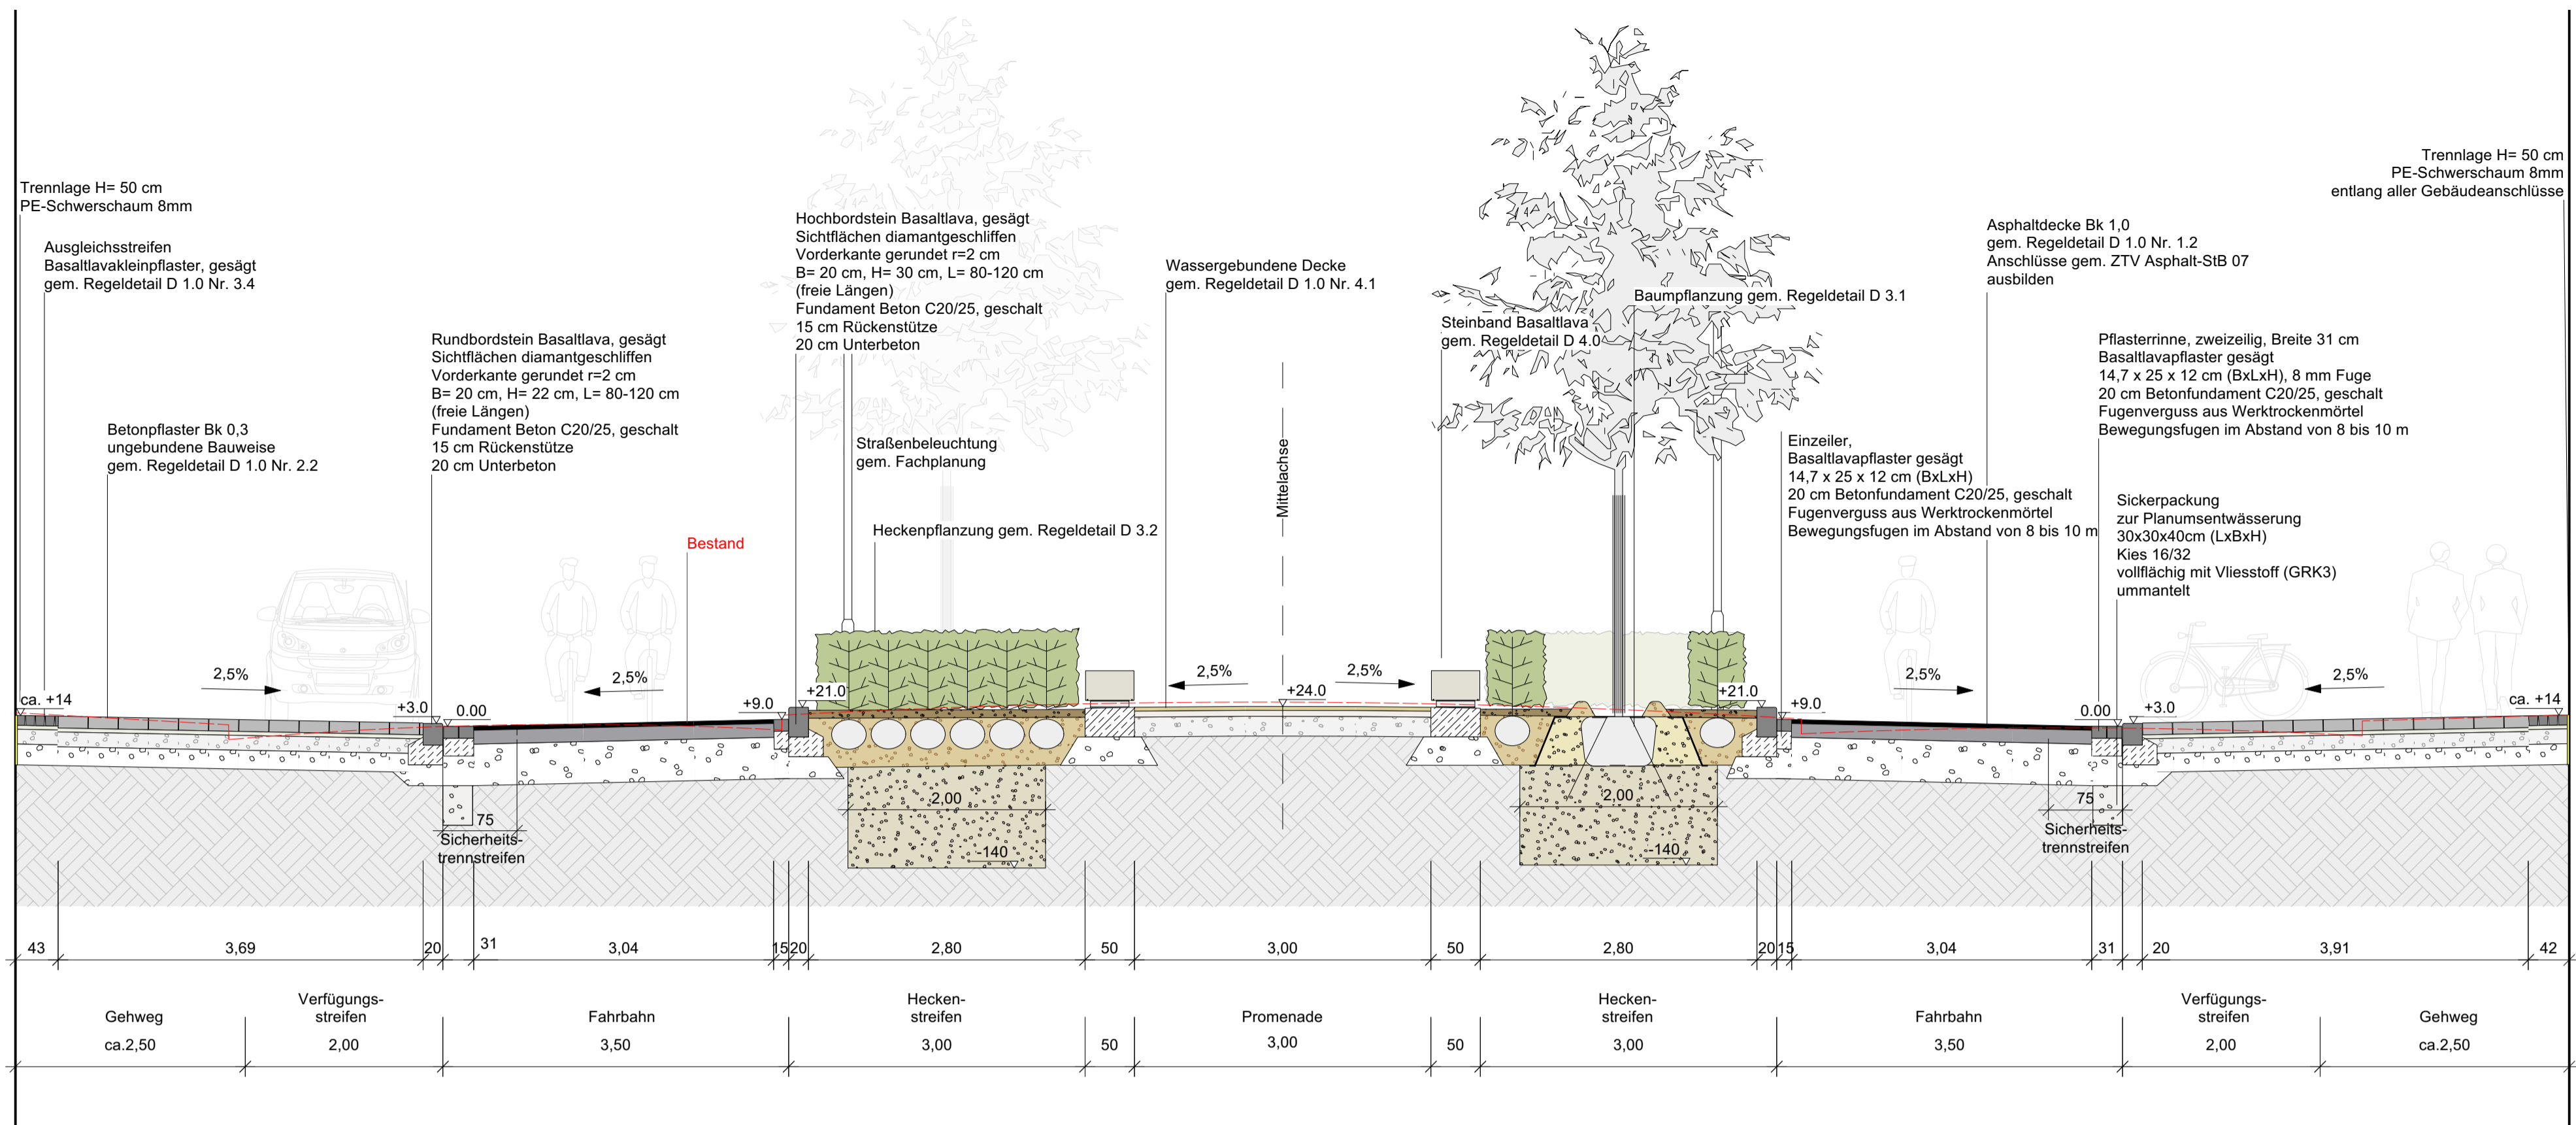 Trennlage H= 50 cm
PE-Schwerschaum 8mm
Ausgleichsstreifen
Basaltlavakleinpflaster, gesägt
gem. Regeldetail D 1.0 Nr. 3.4
Betonpflaster Bk 0,3
ungebundene Bauweise
gem. Regeldetail D 1.0 Nr. 2.2
Rundbordstein Basaltlava, gesägt
Sichtflächen diamantgeschliffen
Vorderkante gerundet r=2 cm
B= 20 cm, H= 22 cm, L= 80-120 cm
(freie Längen)
Fundament Beton C20/25, geschalt
15 cm Rückenstütze
20 cm Unterbeton
Bestand
Hochbordstein Basaltlava, gesägt
Sichtflächen diamantgeschliffen
Vorderkante gerundet r=2 cm
B= 20 cm, H= 30 cm, L= 80-120 cm
(freie Längen)
Fundament Beton C20/25, geschalt
15 cm Rückenstütze
20 cm Unterbeton
Straßenbeleuchtung
gem. Fachplanung
Heckenpflanzung gem. Regeldetail D 3.2
Wassergebundene Decke
gem. Regeldetail D 1.0 Nr. 4.1
Mittelachse
Steinband Basaltlava
gem. Regeldetail D 4.0
Baumpflanzung gem. Regeldetail D 3.1
Einzeiler,
Basaltlavapflaster gesägt
14,7 x 25 x 12 cm (BxLxH)
20 cm Betonfundament C20/25, geschalt
Fugenverguss aus Werktrockenmörtel
Bewegungsfugen im Abstand von 8 bis 10 m
Asphaltdecke Bk 1,0
gem. Regeldetail D 1.0 Nr. 1.2
Anschlüsse gem. ZTV Asphalt-StB 07
ausbilden
Pflasterrinne, zweizeilig, Breite 31 cm
Basaltlavapflaster gesägt
14,7 x 25 x 12 cm (BxLxH), 8 mm Fuge
20 cm Betonfundament C20/25, geschalt
Fugenverguss aus Werktrockenmörtel
Bewegungsfugen im Abstand von 8 bis 10 m
Sickerpackung
zur Planumsentwässerung
30x30x40cm (LxBxH)
Kies 16/32
vollflächig mit Vliesstoff (GRK3)
ummantelt
Trennlage H= 50 cm
PE-Schwerschaum 8mm
entlang aller Gebäudeanschlüsse
2,5% 2,5% 2,5% 2,5% 2,5% 2,5%
ca. +14 +3.0 0.00 +9.0 +21.0 +24.0 +21.0 +9.0 0.00 +3.0 ca. +14
2,00 2,00
75 75
Sicherheits-
trennstreifen
Sicherheits-
trennstreifen
-140 -140
43 3,69 20 31 3,04 15 20 2,80 50 3,00 50 2,80 20 15 3,04 31 20 3,91 42
Gehweg
ca.2,50
Verfügungs-
streifen
2,00
Fahrbahn
3,50
Hecken-
streifen
3,00
50
Promenade
3,00
50
Hecken-
streifen
3,00
Fahrbahn
3,50
Verfügungs-
streifen
2,00
Gehweg
ca.2,50